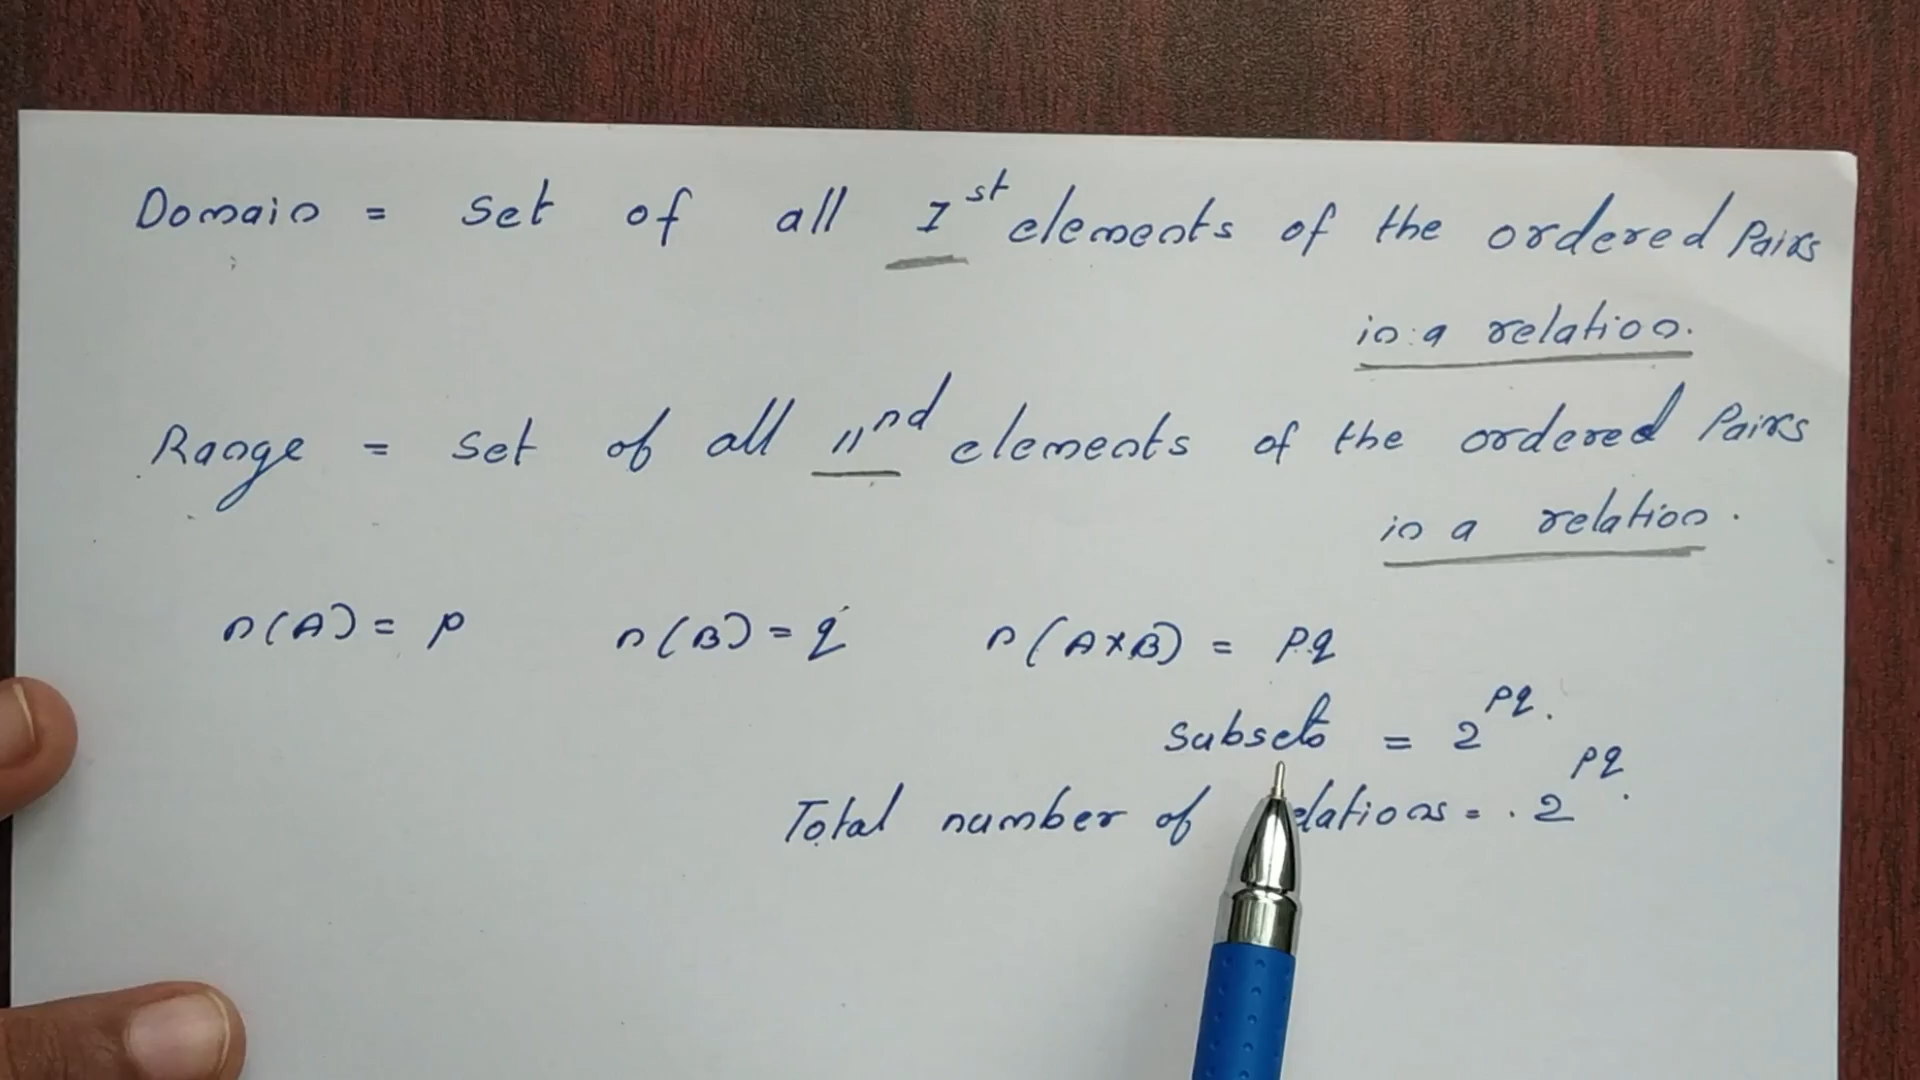 Domain = Set of all Ist elements of the ordered Pairs
in a relation.
Range = Set of all IInd elements of the ordered Pairs
in a relation.
n(A) = p n(B) = q n(A×B) = pq
Subsets = 2^pq.
Total number of relations = 2^pq.